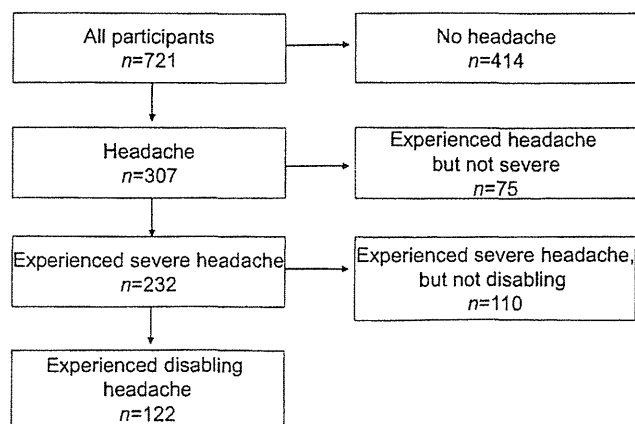 All participants
n=721
No headache
n=414
Headache
n=307
Experienced headache
but not severe
n=75
Experienced severe headache
n=232
Experienced severe headache,
but not disabling
n=110
Experienced disabling
headache
n=122